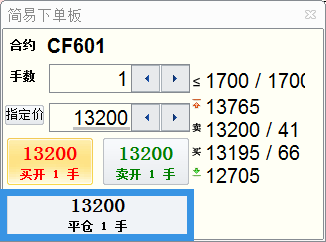 简易下单板
合约 CF601
手数 1 ≤ 1700 / 1700
13765
指定价 13200 卖 13200 / 41
买 13195 / 66
12705
13200 13200
买开 1 手 卖开 1 手
13200
平仓 1 手